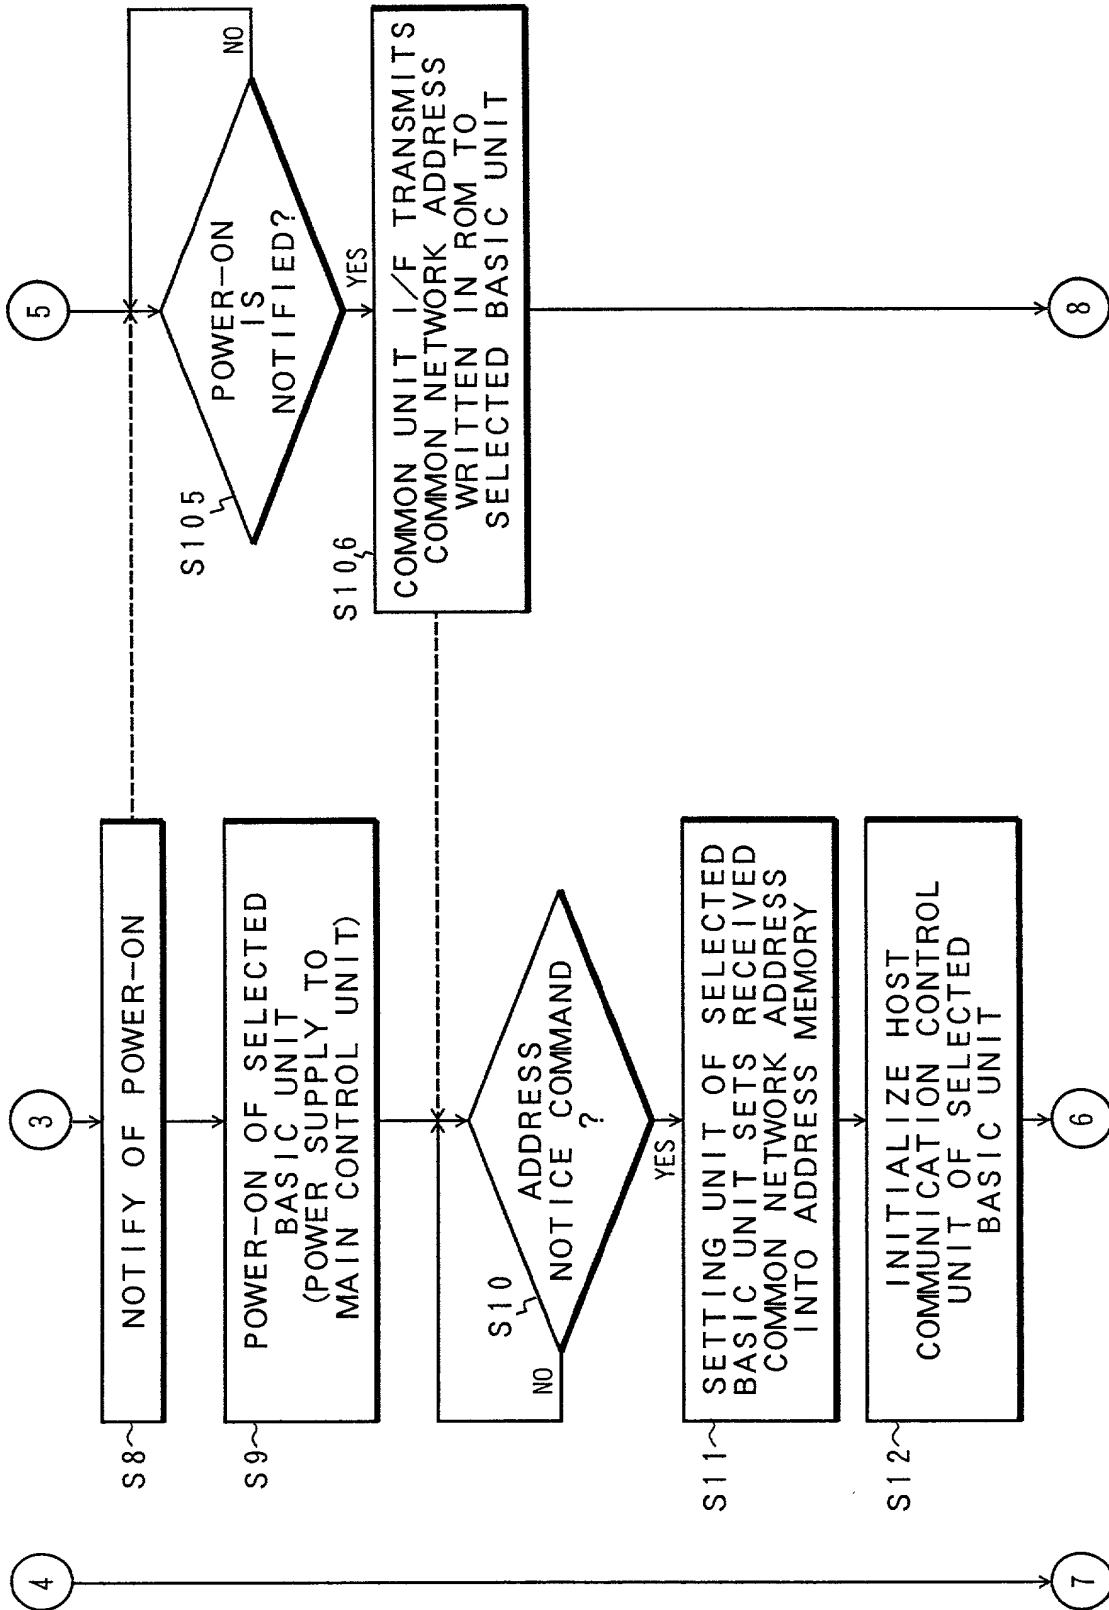 4
7
3
S8
NOTIFY OF POWER-ON
S9
POWER-ON OF SELECTED
BASIC UNIT
(POWER SUPPLY TO
MAIN CONTROL UNIT)
S10
ADDRESS
NOTICE COMMAND
?
NO
YES
S11
SETTING UNIT OF SELECTED
BASIC UNIT SETS RECEIVED
COMMON NETWORK ADDRESS
INTO ADDRESS MEMORY
S12
INITIALIZE HOST
COMMUNICATION CONTROL
UNIT OF SELECTED
BASIC UNIT
6
5
S105
POWER-ON
IS
NOTIFIED?
NO
YES
S106
COMMON UNIT I/F TRANSMITS
COMMON NETWORK ADDRESS
WRITTEN IN ROM TO
SELECTED BASIC UNIT
8